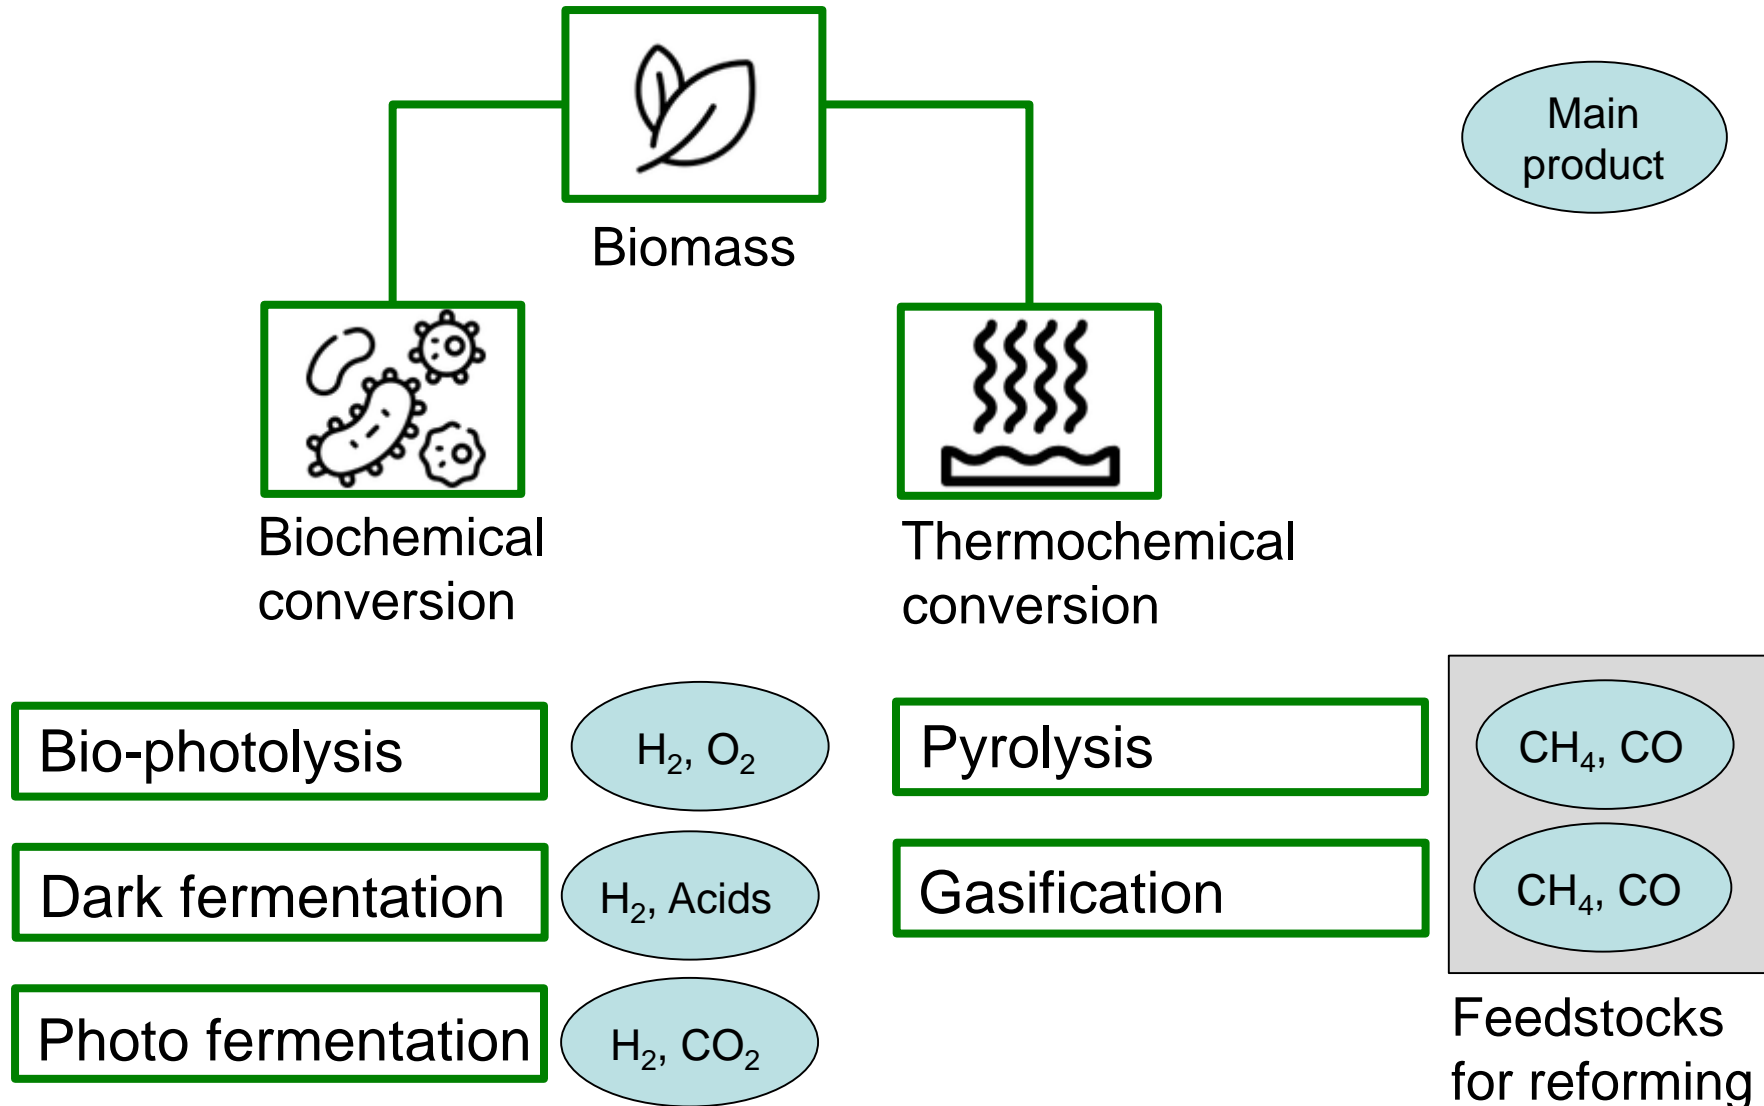 Main
product
Biomass
Biochemical
conversion
Thermochemical
conversion
Bio-photolysis
H₂, O₂
Pyrolysis
CH₄, CO
Dark fermentation
H₂, Acids
Gasification
CH₄, CO
Photo fermentation
H₂, CO₂
Feedstocks
for reforming